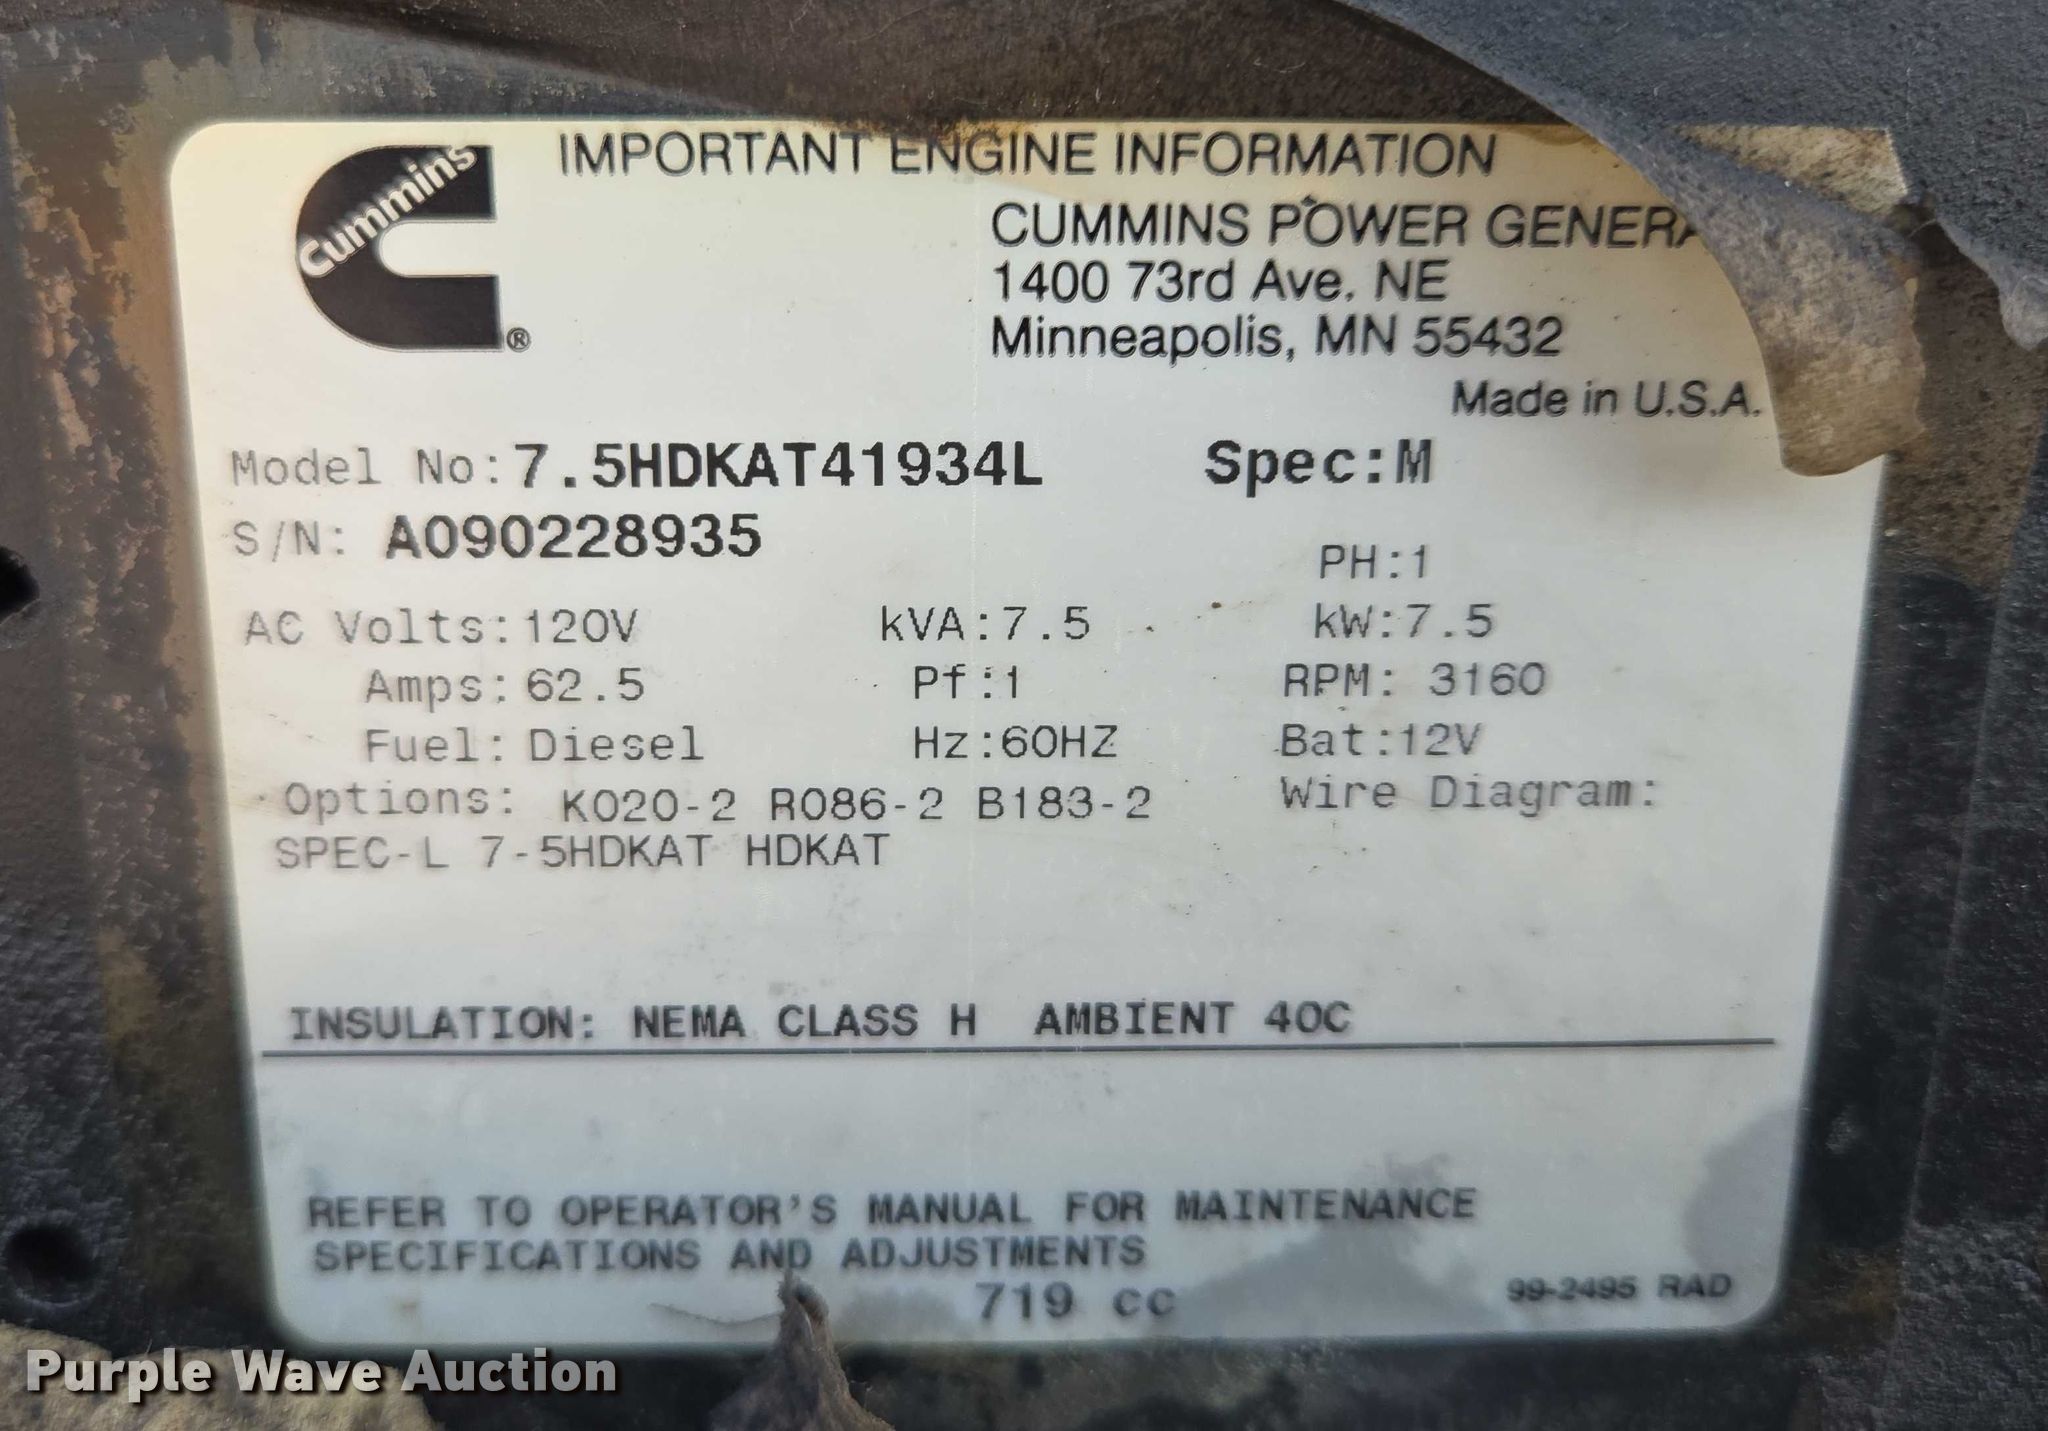 Cummins
®
IMPORTANT ENGINE INFORMATION
CUMMINS POWER
1400 73rd Ave. NE
Minneapolis, MN 55432
Made in U.S.A.
Model No:7.5HDKAT41934L Spec:M
S/N: A090228935
PH:1
AC Volts:120V kVA:7.5 kW:7.5
Amps:62.5 Pf:1 RPM: 3160
Fuel: Diesel Hz:60HZ Bat:12V
Options: K020-2 R086-2 B183-2 Wire Diagram:
SPEC-L 7-5HDKAT HDKAT
INSULATION: NEMA CLASS H AMBIENT 40C
REFER TO OPERATOR'S MANUAL FOR MAINTENANCE
SPECIFICATIONS AND ADJUSTMENTS
719 cc
99-2495 RAD
Purple Wave Auction